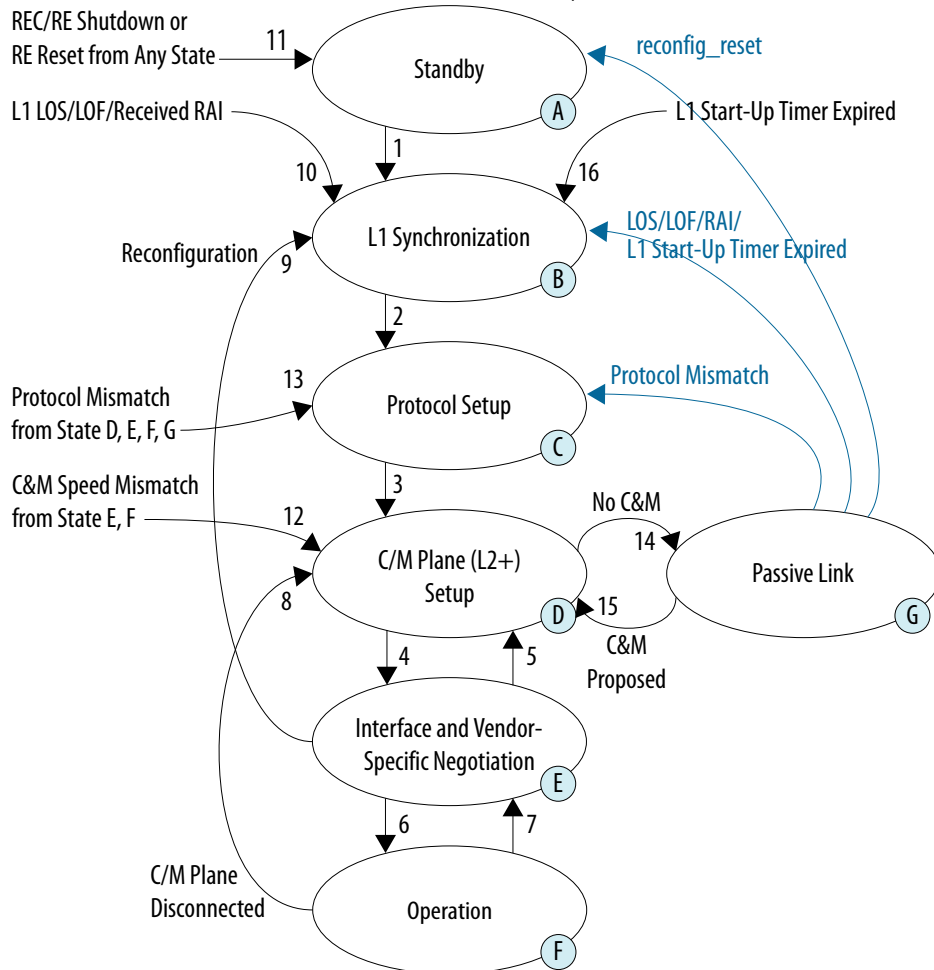 REC/RE Shutdown or
RE Reset from Any State
11
Standby
A
reconfig_reset
L1 LOS/LOF/Received RAI
L1 Start-Up Timer Expired
1
10
16
L1 Synchronization
B
LOS/LOF/RAI/
L1 Start-Up Timer Expired
Reconfiguration
9
2
13
Protocol Mismatch
from State D, E, F, G
Protocol Setup
C
Protocol Mismatch
3
C&M Speed Mismatch
from State E, F
12
No C&M
14
C/M Plane (L2+)
Setup
D
8
15
C&M
Proposed
Passive Link
G
4
5
Interface and Vendor-
Specific Negotiation
E
6
7
C/M Plane
Disconnected
Operation
F